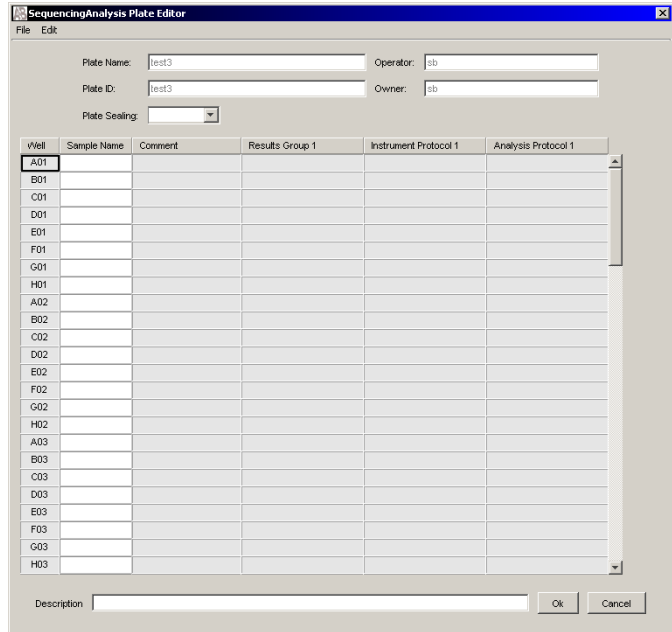 SequencingAnalysis Plate Editor
File Edit
Plate Name: test3 Operator: sb
Plate ID: test3 Owner: sb
Plate Sealing:
Well Sample Name Comment Results Group 1 Instrument Protocol 1 Analysis Protocol 1
A01
B01
C01
D01
E01
F01
G01
H01
A02
B02
C02
D02
E02
F02
G02
H02
A03
B03
C03
D03
E03
F03
G03
H03
Description Ok Cancel